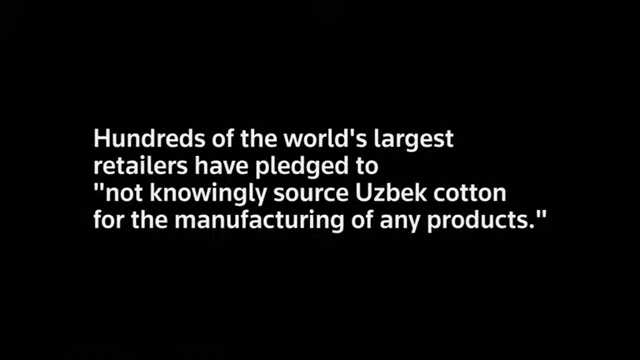 Hundreds of the world's largest
retailers have pledged to
"not knowingly source Uzbek cotton
for the manufacturing of any products."